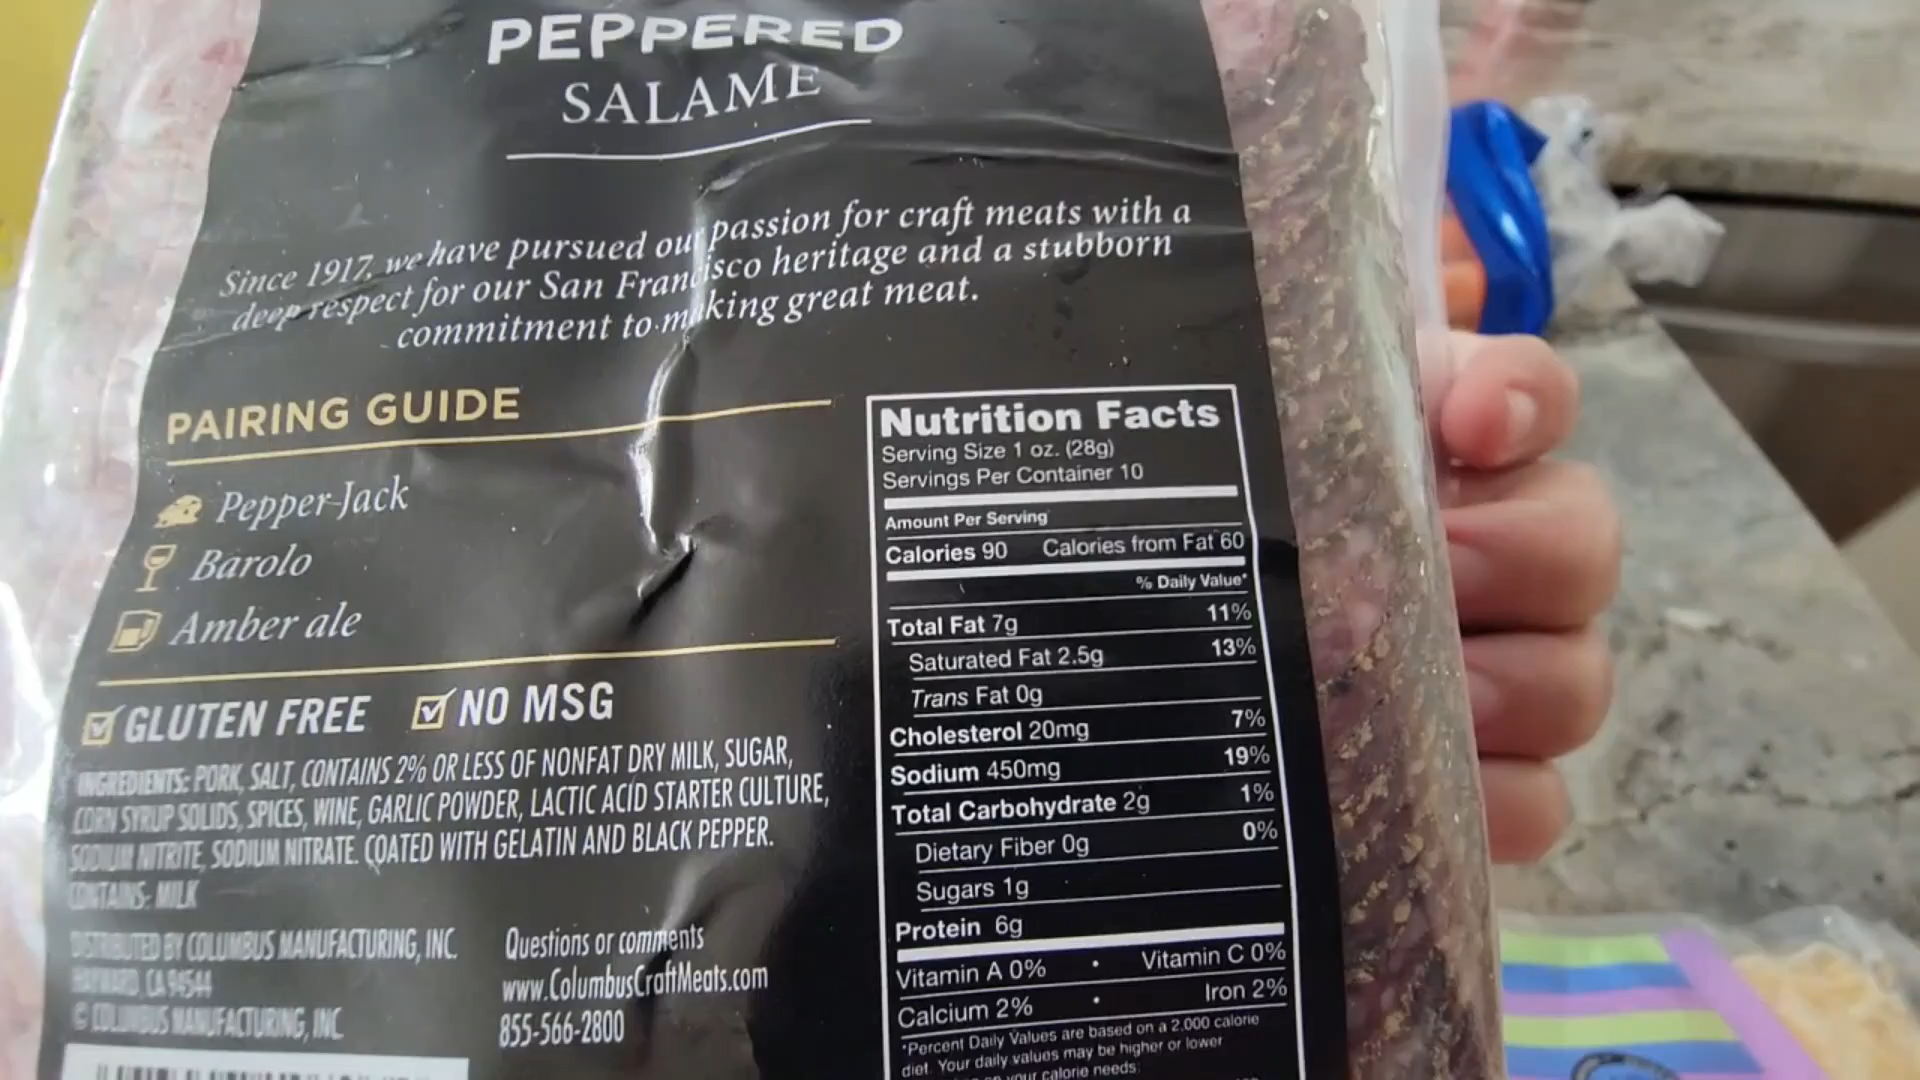 PEPPERED
SALAME
Since 1917, we have pursued our passion for craft meats with a
deep respect for our San Francisco heritage and a stubborn
commitment to making great meat.
PAIRING GUIDE
Pepper-Jack
Barolo
Amber ale
GLUTEN FREE NO MSG
INGREDIENTS: PORK, SALT, CONTAINS 2% OR LESS OF NONFAT DRY MILK, SUGAR,
CORN SYRUP SOLIDS, SPICES, WINE, GARLIC POWDER, LACTIC ACID STARTER CULTURE,
SODIUM NITRITE, SODIUM NITRATE. COATED WITH GELATIN AND BLACK PEPPER.
CONTAINS: MILK
DISTRIBUTED BY COLUMBUS MANUFACTURING, INC.
HAYWARD, CA 94544
© COLUMBUS MANUFACTURING, INC.
Questions or comments
www.ColumbusCraftMeats.com
855-566-2800
Nutrition Facts
Serving Size 1 oz. (28g)
Servings Per Container 10
Amount Per Serving
Calories 90 Calories from Fat 60
% Daily Value*
Total Fat 7g 11%
Saturated Fat 2.5g 13%
Trans Fat 0g
Cholesterol 20mg 7%
Sodium 450mg 19%
Total Carbohydrate 2g 1%
Dietary Fiber 0g 0%
Sugars 1g
Protein 6g
Vitamin A 0% • Vitamin C 0%
Calcium 2% • Iron 2%
*Percent Daily Values are based on a 2,000 calorie
diet. Your daily values may be higher or lower
your calorie needs: